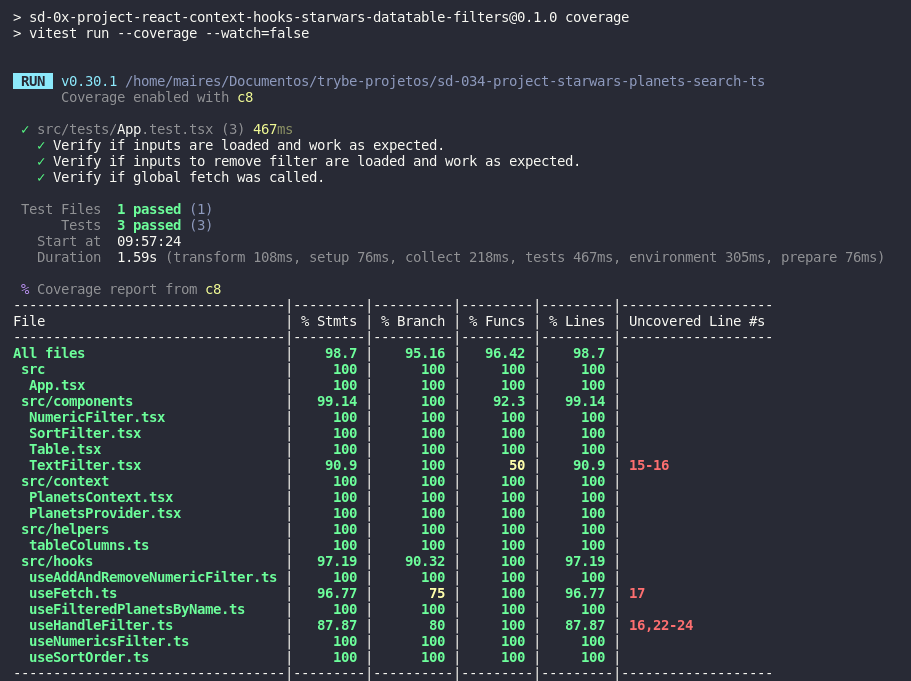 > sd-0x-project-react-context-hooks-starwars-datatable-filters@0.1.0 coverage
> vitest run --coverage --watch=false
RUN v0.30.1 /home/maires/Documentos/trybe-projetos/sd-034-project-starwars-planets-search-ts
Coverage enabled with c8
✓ src/tests/App.test.tsx (3) 467ms
✓ Verify if inputs are loaded and work as expected.
✓ Verify if inputs to remove filter are loaded and work as expected.
✓ Verify if global fetch was called.
Test Files 1 passed (1)
Tests 3 passed (3)
Start at 09:57:24
Duration 1.59s (transform 108ms, setup 76ms, collect 218ms, tests 467ms, environment 305ms, prepare 76ms)
% Coverage report from c8
----------------------------------|---------|----------|---------|---------|-------------------
File | % Stmts | % Branch | % Funcs | % Lines | Uncovered Line #s
----------------------------------|---------|----------|---------|---------|-------------------
All files | 98.7 | 95.16 | 96.42 | 98.7 |
src | 100 | 100 | 100 | 100 |
App.tsx | 100 | 100 | 100 | 100 |
src/components | 99.14 | 100 | 92.3 | 99.14 |
NumericFilter.tsx | 100 | 100 | 100 | 100 |
SortFilter.tsx | 100 | 100 | 100 | 100 |
Table.tsx | 100 | 100 | 100 | 100 |
TextFilter.tsx | 90.9 | 100 | 50 | 90.9 | 15-16
src/context | 100 | 100 | 100 | 100 |
PlanetsContext.tsx | 100 | 100 | 100 | 100 |
PlanetsProvider.tsx | 100 | 100 | 100 | 100 |
src/helpers | 100 | 100 | 100 | 100 |
tableColumns.ts | 100 | 100 | 100 | 100 |
src/hooks | 97.19 | 90.32 | 100 | 97.19 |
useAddAndRemoveNumericFilter.ts | 100 | 100 | 100 | 100 |
useFetch.ts | 96.77 | 75 | 100 | 96.77 | 17
useFilteredPlanetsByName.ts | 100 | 100 | 100 | 100 |
useHandleFilter.ts | 87.87 | 80 | 100 | 87.87 | 16,22-24
useNumericsFilter.ts | 100 | 100 | 100 | 100 |
useSortOrder.ts | 100 | 100 | 100 | 100 |
----------------------------------|---------|----------|---------|---------|-------------------